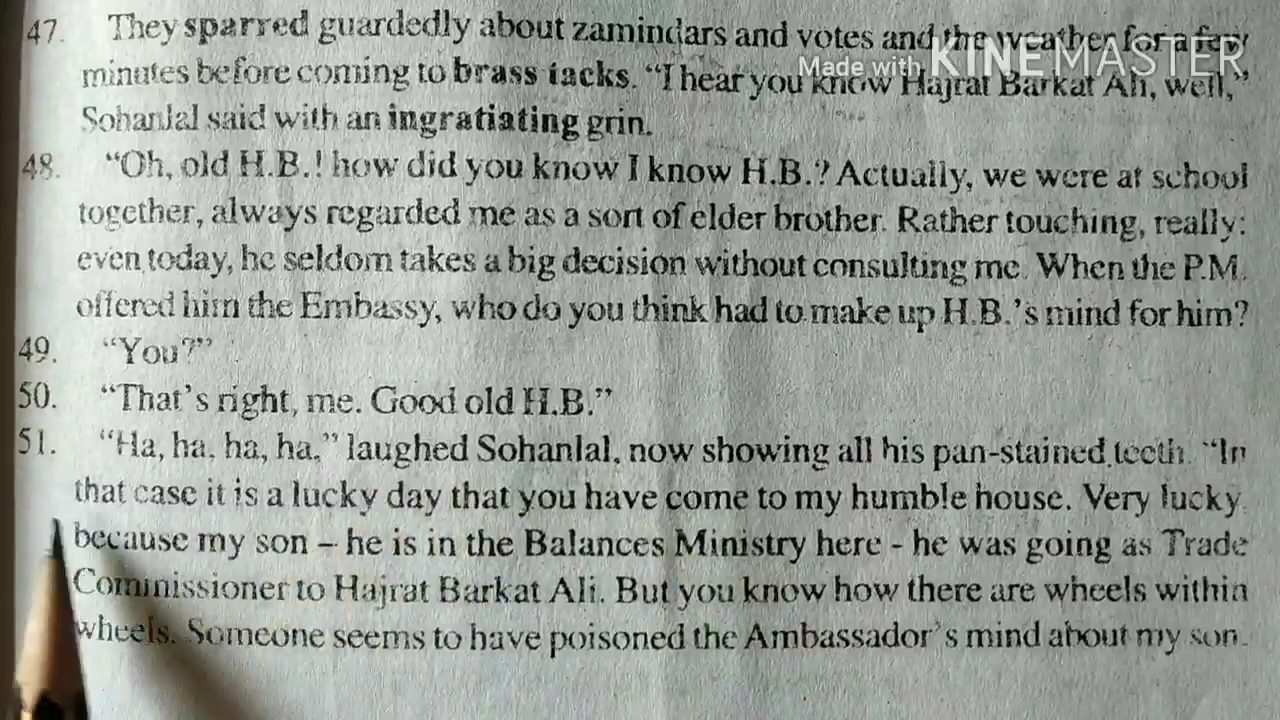 47. They sparred guardedly about zamindars and votes and the weather for a few
Made with KINEMASTER
minutes before coming to brass tacks. “I hear you know Hajrat Barkat Ali, well,”
Sohanlal said with an ingratiating grin.
48. “Oh, old H.B.! how did you know I know H.B.? Actually, we were at school
together, always regarded me as a sort of elder brother. Rather touching, really:
even today, he seldom takes a big decision without consulting me. When the P.M.
offered him the Embassy, who do you think had to make up H.B.’s mind for him?
49. “You?”
50. “That’s right, me. Good old H.B.”
51. “Ha, ha, ha, ha,” laughed Sohanlal, now showing all his pan-stained teeth. “In
that case it is a lucky day that you have come to my humble house. Very lucky
because my son – he is in the Balances Ministry here - he was going as Trade
Commissioner to Hajrat Barkat Ali. But you know how there are wheels within
wheels. Someone seems to have poisoned the Ambassador’s mind about my son.